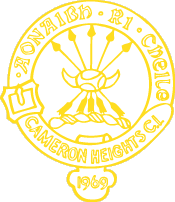 ·AONAIBH·RI·CHEILE·
CAMERON HEIGHTS C.I.
1969